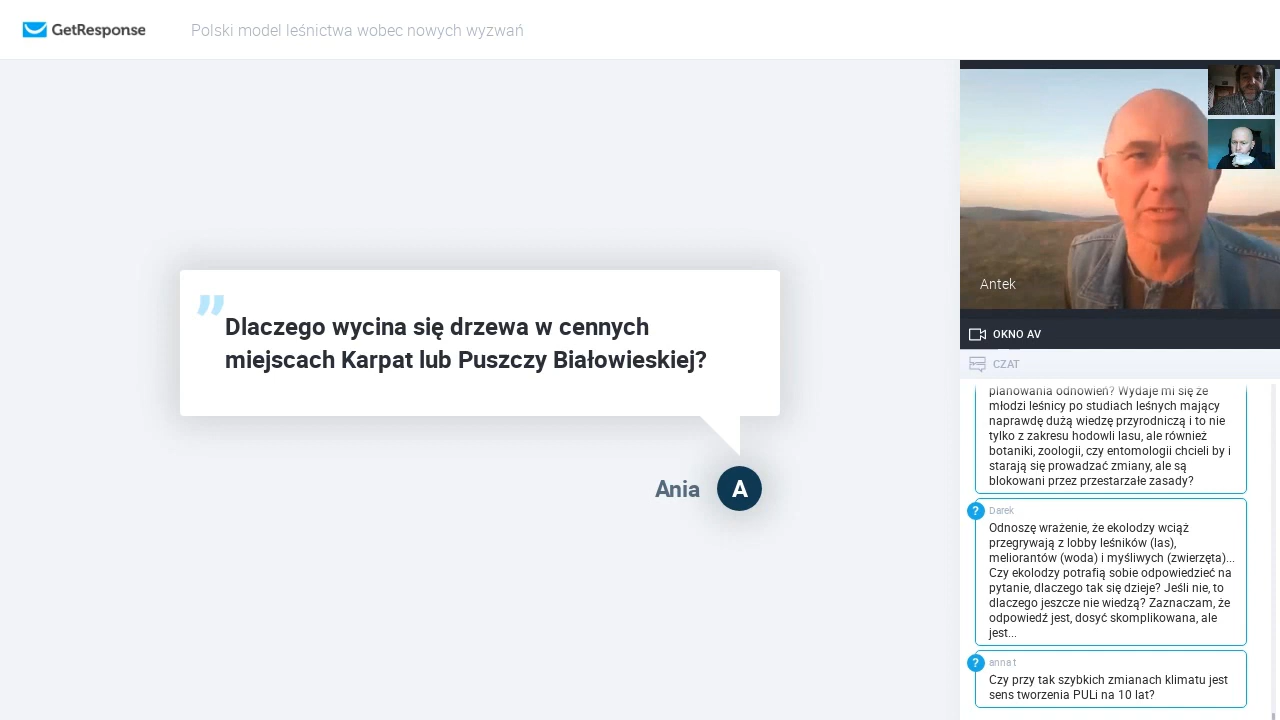 GetResponse
Polski model leśnictwa wobec nowych wyzwań
Dlaczego wycina się drzewa w cennych
miejscach Karpat lub Puszczy Białowieskiej?
Ania
A
Antek
OKNO AV
CZAT
planowania odnowień? Wydaje mi się że
młodzi leśnicy po studiach leśnych mający
naprawdę dużą wiedzę przyrodniczą i to nie
tylko z zakresu hodowli lasu, ale również
botaniki, zoologii, czy entomologii chcieli by i
starają się prowadzać zmiany, ale są
blokowani przez przestarzałe zasady?
?
Darek
Odnoszę wrażenie, że ekolodzy wciąż
przegrywają z lobby leśników (las),
meliorantów (woda) i myśliwych (zwierzęta)...
Czy ekolodzy potrafią sobie odpowiedzieć na
pytanie, dlaczego tak się dzieje? Jeśli nie, to
dlaczego jeszcze nie wiedzą? Zaznaczam, że
odpowiedź jest, dosyć skomplikowana, ale
jest...
?
anna t
Czy przy tak szybkich zmianach klimatu jest
sens tworzenia PULi na 10 lat?